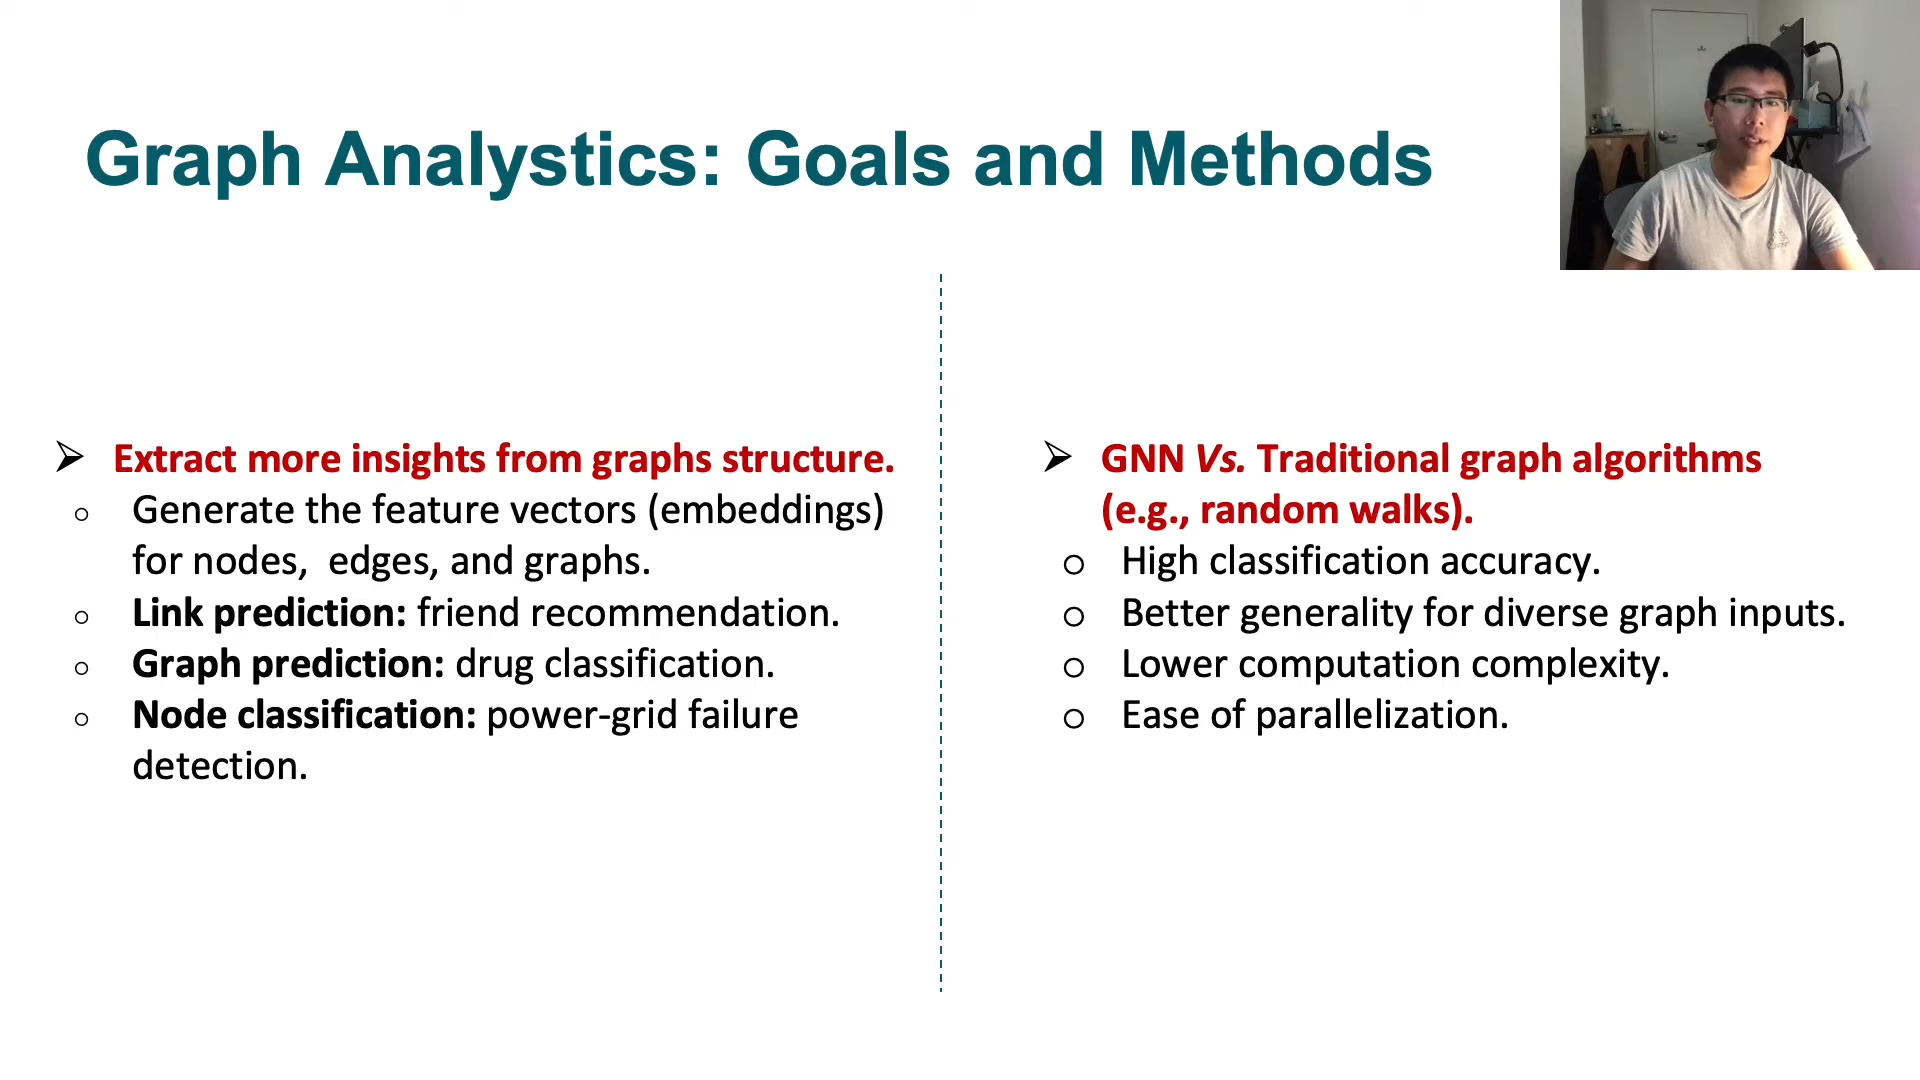 Graph Analystics: Goals and Methods
➢ Extract more insights from graphs structure.
○ Generate the feature vectors (embeddings)
for nodes, edges, and graphs.
○ Link prediction: friend recommendation.
○ Graph prediction: drug classification.
○ Node classification: power-grid failure
detection.
➢ GNN Vs. Traditional graph algorithms
(e.g., random walks).
○ High classification accuracy.
○ Better generality for diverse graph inputs.
○ Lower computation complexity.
○ Ease of parallelization.